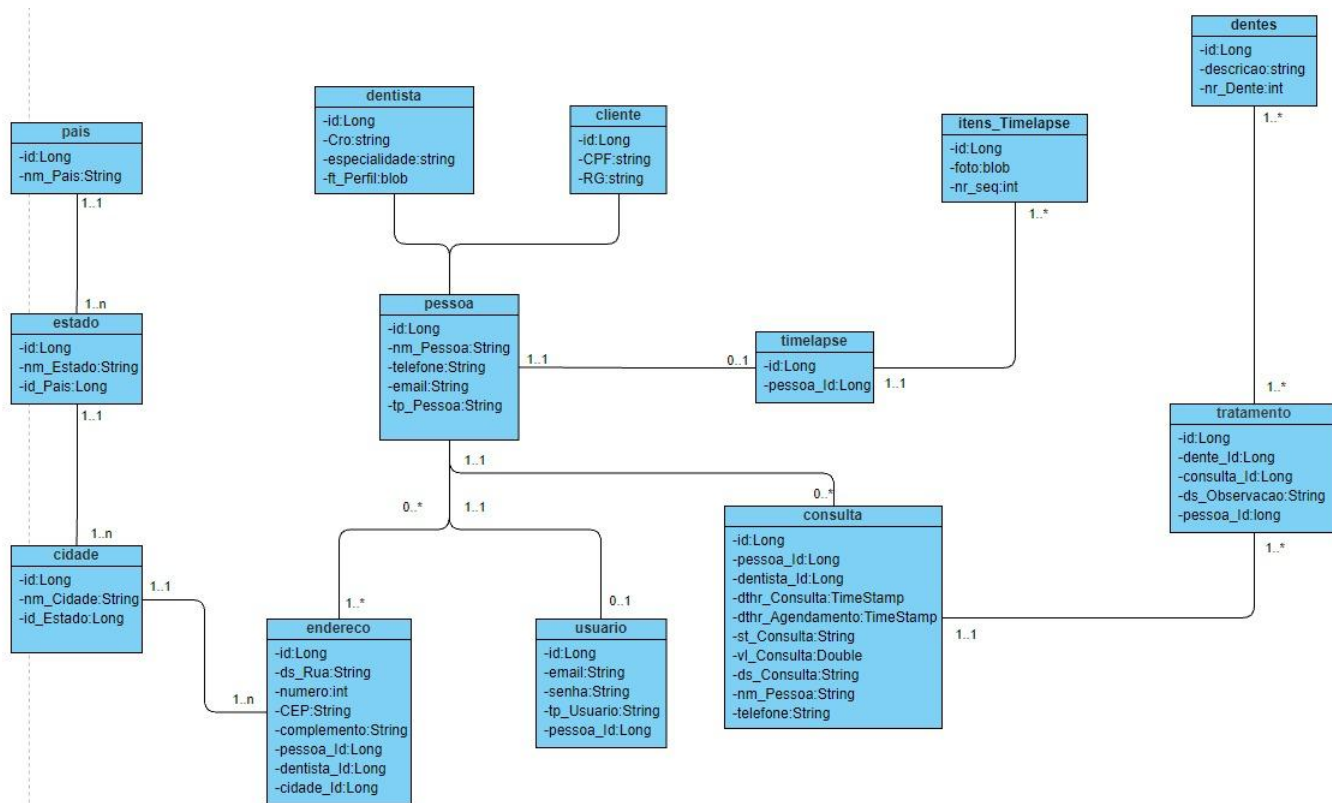 dentes
-id:Long
-descricao:string
-nr_Dente:int
1..*
dentista
-id:Long
-Cro:string
-especialidade:string
-ft_Perfil:blob
cliente
-id:Long
-CPF:string
-RG:string
itens_Timelapse
-id:Long
-foto:blob
-nr_seq:int
1..*
pais
-id:Long
-nm_Pais:String
1..1
1..n
estado
-id:Long
-nm_Estado:String
-id_Pais:Long
1..1
pessoa
-id:Long
-nm_Pessoa:String
-telefone:String
-email:String
-tp_Pessoa:String
1..1
0..1
timelapse
-id:Long
-pessoa_Id:Long
1..1
1..*
tratamento
-id:Long
-dente_Id:Long
-consulta_Id:Long
-ds_Observacao:String
-pessoa_Id:long
1..*
1..1
0..*
0..*
1..1
consulta
-id:Long
-pessoa_Id:Long
-dentista_Id:Long
-dthr_Consulta:TimeStamp
-dthr_Agendamento:TimeStamp
-st_Consulta:String
-vl_Consulta:Double
-ds_Consulta:String
-nm_Pessoa:String
-telefone:String
1..1
1..n
cidade
-id:Long
-nm_Cidade:String
-id_Estado:Long
1..1
1..n
1..*
endereco
-id:Long
-ds_Rua:String
-numero:int
-CEP:String
-complemento:String
-pessoa_Id:Long
-dentista_Id:Long
-cidade_Id:Long
0..1
usuario
-id:Long
-email:String
-senha:String
-tp_Usuario:String
-pessoa_Id:Long